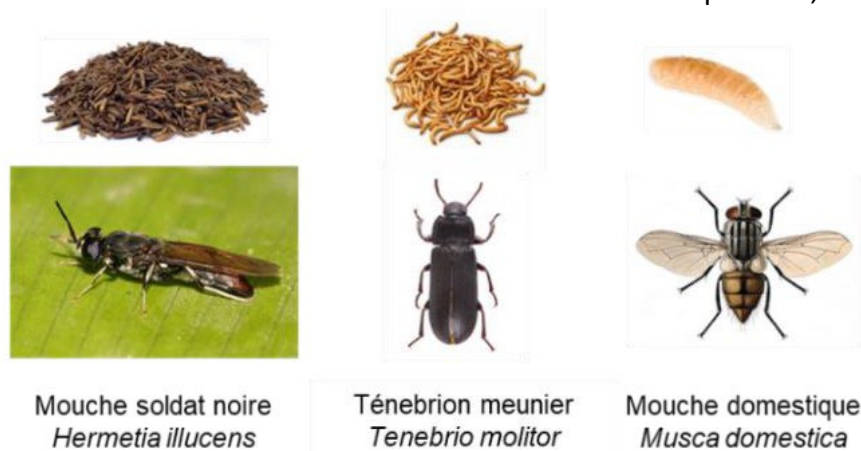 Mouche soldat noire
Hermetia illucens
Ténebrion meunier
Tenebrio molitor
Mouche domestique
Musca domestica